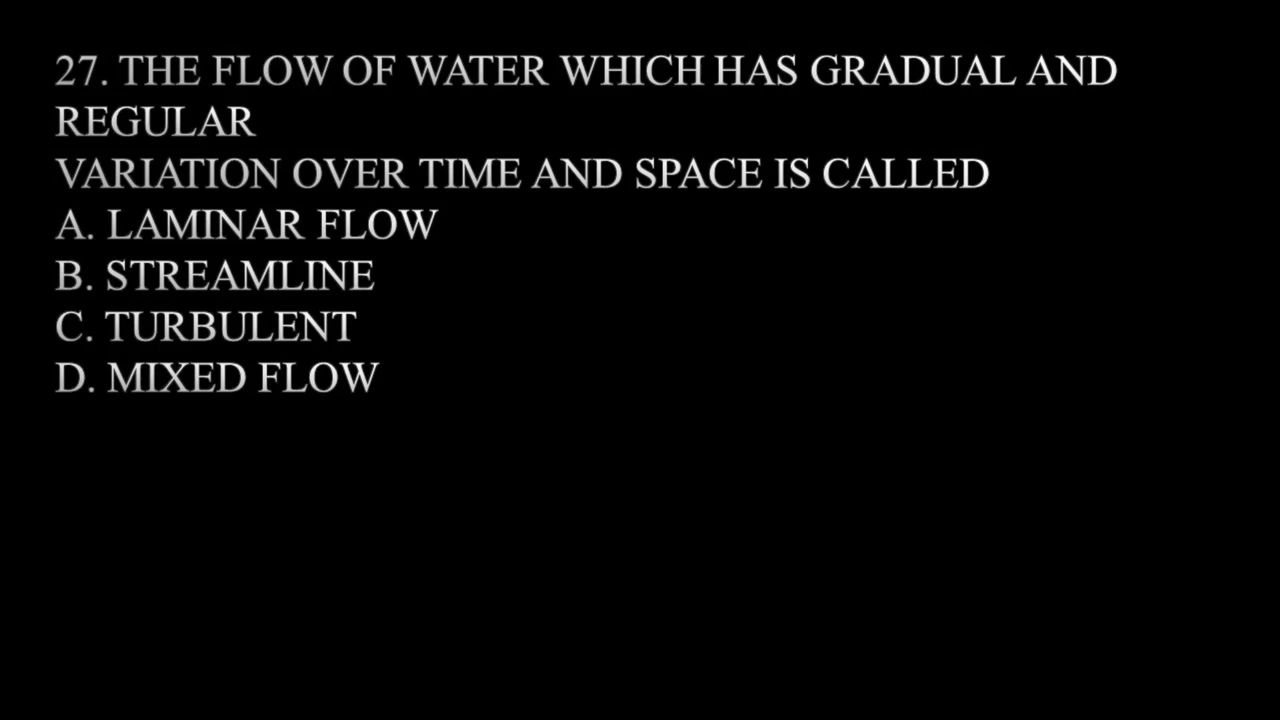 27. THE FLOW OF WATER WHICH HAS GRADUAL AND
REGULAR
VARIATION OVER TIME AND SPACE IS CALLED
A. LAMINAR FLOW
B. STREAMLINE
C. TURBULENT
D. MIXED FLOW